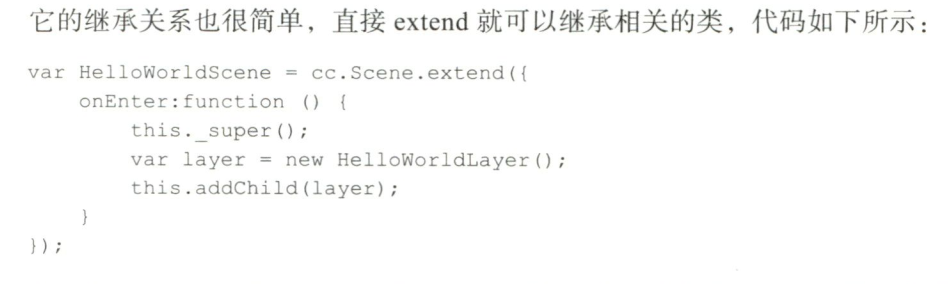 它的继承关系也很简单，直接 extend 就可以继承相关的类，代码如下所示：
var HelloWorldScene = cc.Scene.extend({
    onEnter:function () {
        this._super();
        var layer = new HelloWorldLayer();
        this.addChild(layer);
    }
});